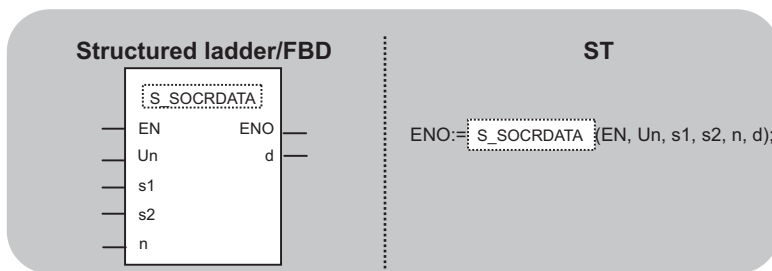 Structured ladder/FBD
S_SOCRDATA
EN ENO
Un d
s1
s2
n
ST
ENO:= S_SOCRDATA (EN, Un, s1, s2, n, d);